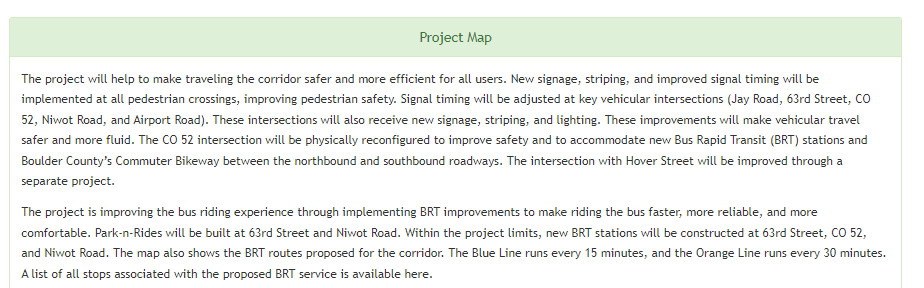 Project Map
The project will help to make traveling the corridor safer and more efficient for all users. New signage, striping, and improved signal timing will be
implemented at all pedestrian crossings, improving pedestrian safety. Signal timing will be adjusted at key vehicular intersections (Jay Road, 63rd Street, CO
52, Niwot Road, and Airport Road). These intersections will also receive new signage, striping, and lighting. These improvements will make vehicular travel
safer and more fluid. The CO 52 intersection will be physically reconfigured to improve safety and to accommodate new Bus Rapid Transit (BRT) stations and
Boulder County's Commuter Bikeway between the northbound and southbound roadways. The intersection with Hover Street will be improved through a
separate project.
The project is improving the bus riding experience through implementing BRT improvements to make riding the bus faster, more reliable, and more
comfortable. Park-n-Rides will be built at 63rd Street and Niwot Road. Within the project limits, new BRT stations will be constructed at 63rd Street, CO 52,
and Niwot Road. The map also shows the BRT routes proposed for the corridor. The Blue Line runs every 15 minutes, and the Orange Line runs every 30 minutes.
A list of all stops associated with the proposed BRT service is available here.